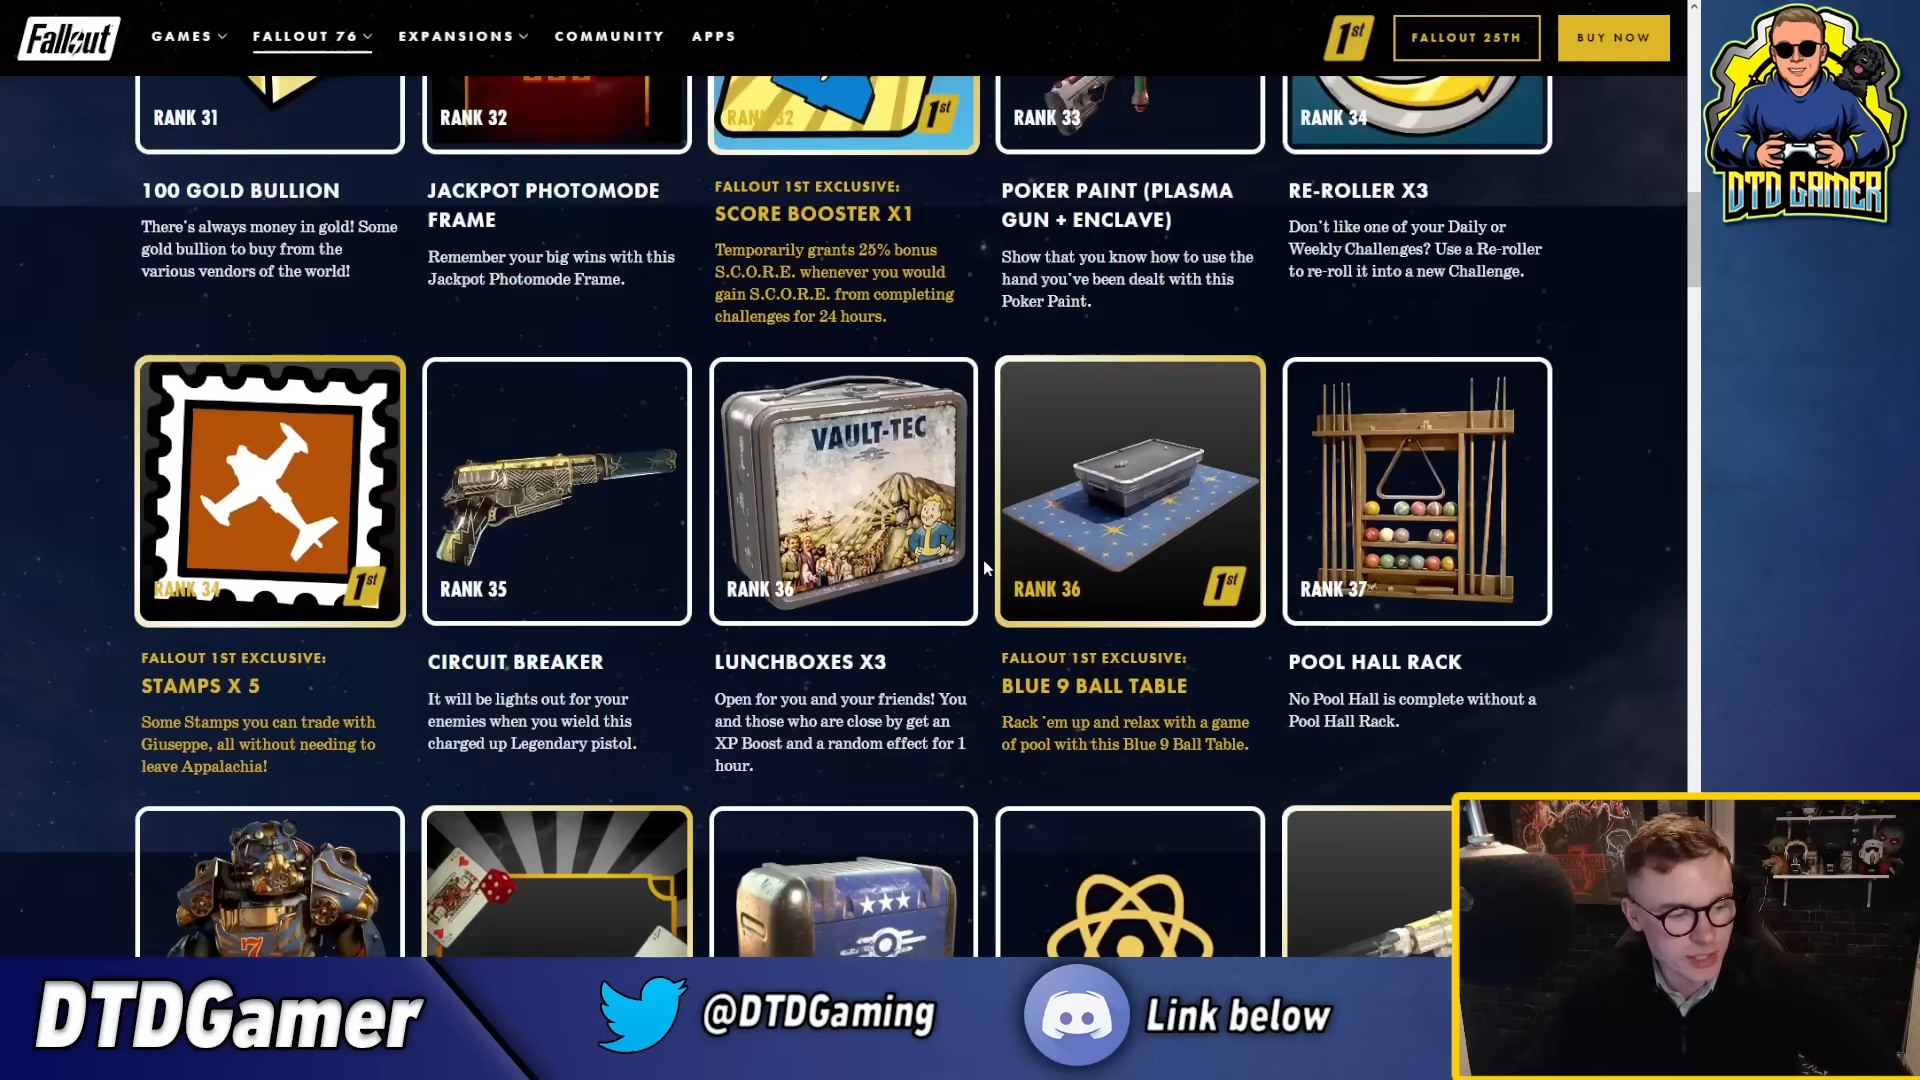 Fallout
GAMES
FALLOUT 76
EXPANSIONS
COMMUNITY
APPS
1st
FALLOUT 25TH
BUY NOW
DTD GAMER
RANK 31
RANK 32
RANK 32
1st
RANK 33
RANK 34
100 GOLD BULLION
There's always money in gold! Some
gold bullion to buy from the
various vendors of the world!
JACKPOT PHOTOMODE
FRAME
Remember your big wins with this
Jackpot Photomode Frame.
FALLOUT 1ST EXCLUSIVE:
SCORE BOOSTER X1
Temporarily grants 25% bonus
S.C.O.R.E. whenever you would
gain S.C.O.R.E. from completing
challenges for 24 hours.
POKER PAINT (PLASMA
GUN + ENCLAVE)
Show that you know how to use the
hand you've been dealt with this
Poker Paint.
RE-ROLLER X3
Don't like one of your Daily or
Weekly Challenges? Use a Re-roller
to re-roll it into a new Challenge.
RANK 34
1st
RANK 35
VAULT-TEC
RANK 36
RANK 36
1st
RANK 37
FALLOUT 1ST EXCLUSIVE:
STAMPS X 5
Some Stamps you can trade with
Giuseppe, all without needing to
leave Appalachia!
CIRCUIT BREAKER
It will be lights out for your
enemies when you wield this
charged up Legendary pistol.
LUNCHBOXES X3
Open for you and your friends! You
and those who are close by get an
XP Boost and a random effect for 1
hour.
FALLOUT 1ST EXCLUSIVE:
BLUE 9 BALL TABLE
Rack 'em up and relax with a game
of pool with this Blue 9 Ball Table.
POOL HALL RACK
No Pool Hall is complete without a
Pool Hall Rack.
7
DTDGamer
@DTDGaming
Link below